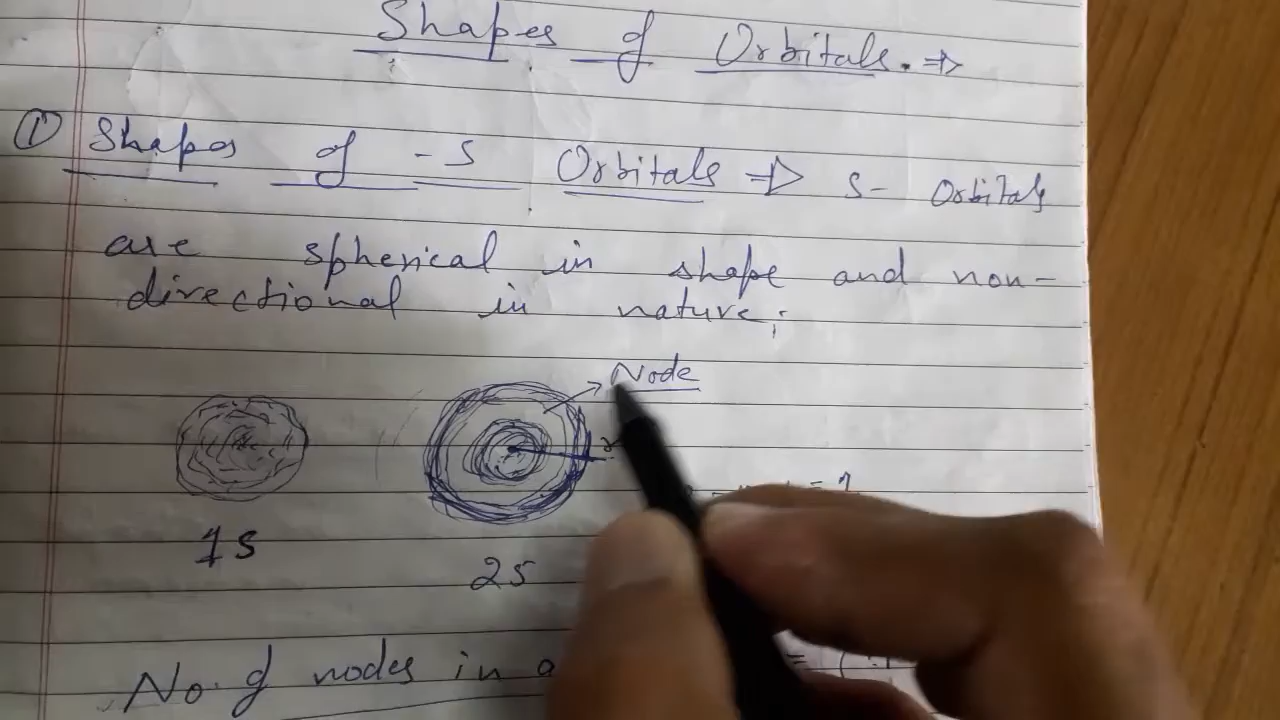 Shapes of Orbitals. ⇒
① Shapes of - s Orbitals ⇒ s- Orbitals
are spherical in shape and non-
directional in nature;
Node
1s
2s
No. of nodes in a